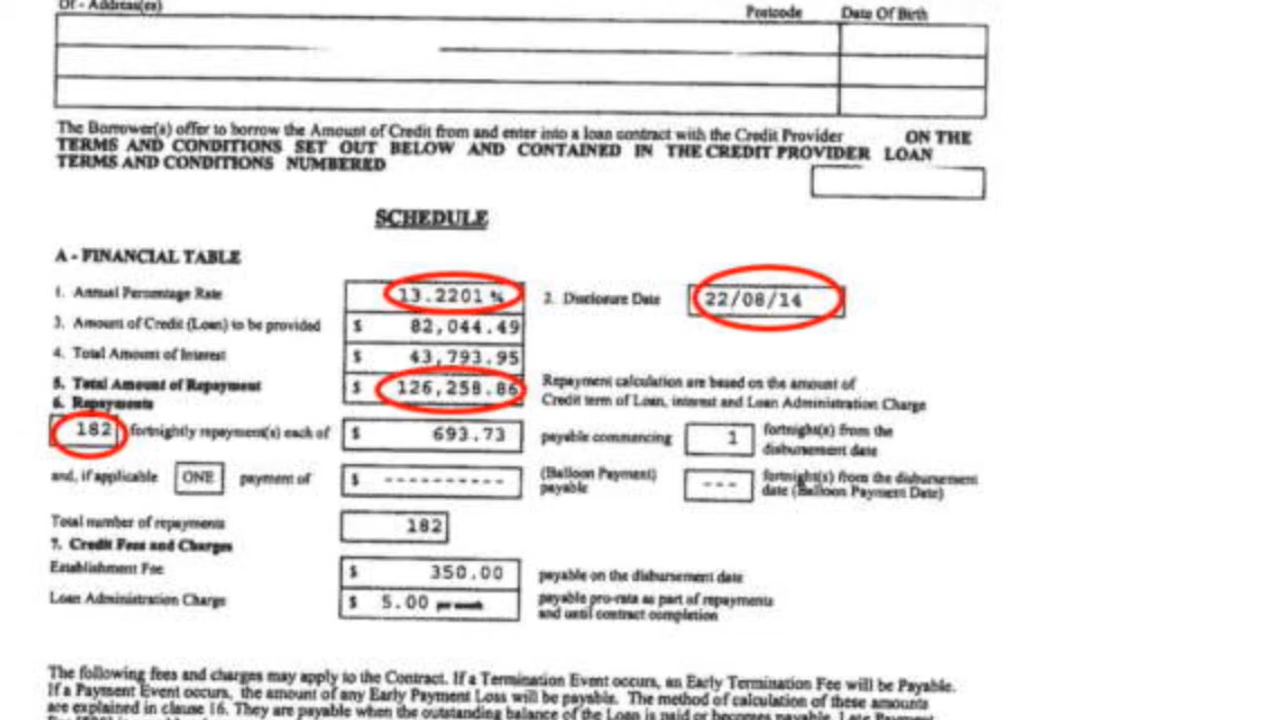 Of - Address(es) Postcode Date Of Birth
The Borrower(s) offer to borrow the Amount of Credit from and enter into a loan contract with the Credit Provider ON THE
TERMS AND CONDITIONS SET OUT BELOW AND CONTAINED IN THE CREDIT PROVIDER LOAN
TERMS AND CONDITIONS NUMBERED
SCHEDULE
A - FINANCIAL TABLE
1. Annual Percentage Rate 13.2201 % 2. Disclosure Date 22/08/14
3. Amount of Credit (Loan) to be provided $ 82,044.49
4. Total Amount of Interest $ 43,793.95
5. Total Amount of Repayment $ 126,258.86 Repayment calculation are based on the amount of
6. Repayments Credit term of Loan, interest and Loan Administration Charge
182 fortnightly repayment(s) each of $ 693.73 payable commencing 1 fortnight(s) from the
disbursement date
and, if applicable ONE payment of $ ---------- (Balloon Payment) payable --- fortnight(s) from the disbursement
date (Balloon Payment Date)
Total number of repayments 182
7. Credit Fees and Charges
Establishment Fee $ 350.00 payable on the disbursement date
Loan Administration Charge $ 5.00 per month payable pro-rata as part of repayments
and until contract completion
The following fees and charges may apply to the Contract. If a Termination Event occurs, an Early Termination Fee will be Payable.
If a Payment Event occurs, the amount of any Early Payment Loss will be payable. The method of calculation of these amounts
are explained in clause 16. They are payable when the outstanding balance of the Loan is paid or becomes payable. Late Payment